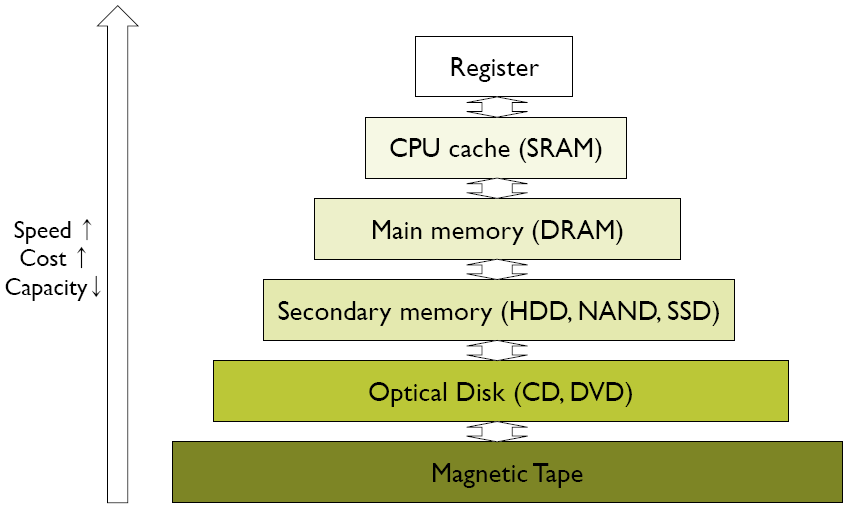 Register
CPU cache (SRAM)
Main memory (DRAM)
Speed ↑
Cost ↑
Capacity↓
Secondary memory (HDD, NAND, SSD)
Optical Disk (CD, DVD)
Magnetic Tape